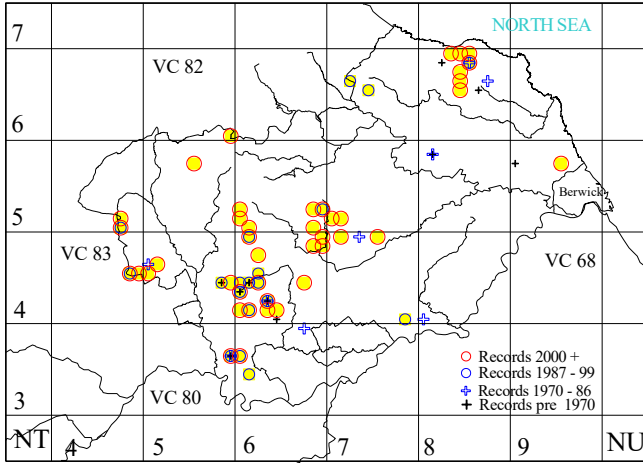 NORTH SEA
7
VC 82
6
Berwick
5
VC 83
VC 68
4
Records 2000 +
Records 1987 - 99
VC 80
Records 1970 - 86
Records pre 1970
3
NT 4 5 6 7 8 9 NU